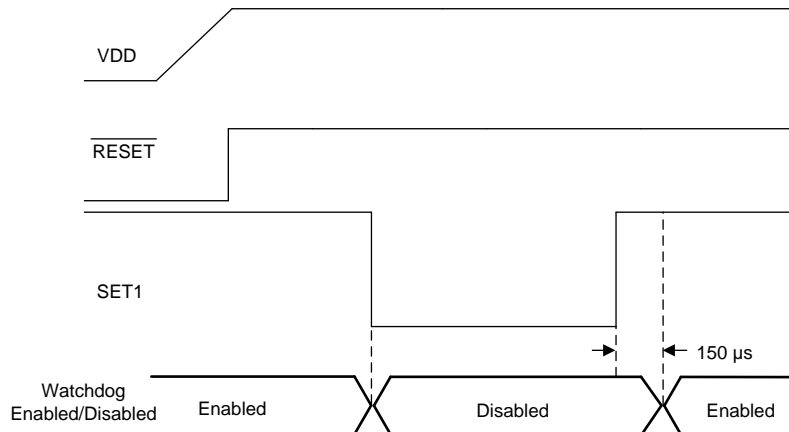 VDD
RESET
SET1
150 µs
Watchdog
Enabled/Disabled
Enabled
Disabled
Enabled